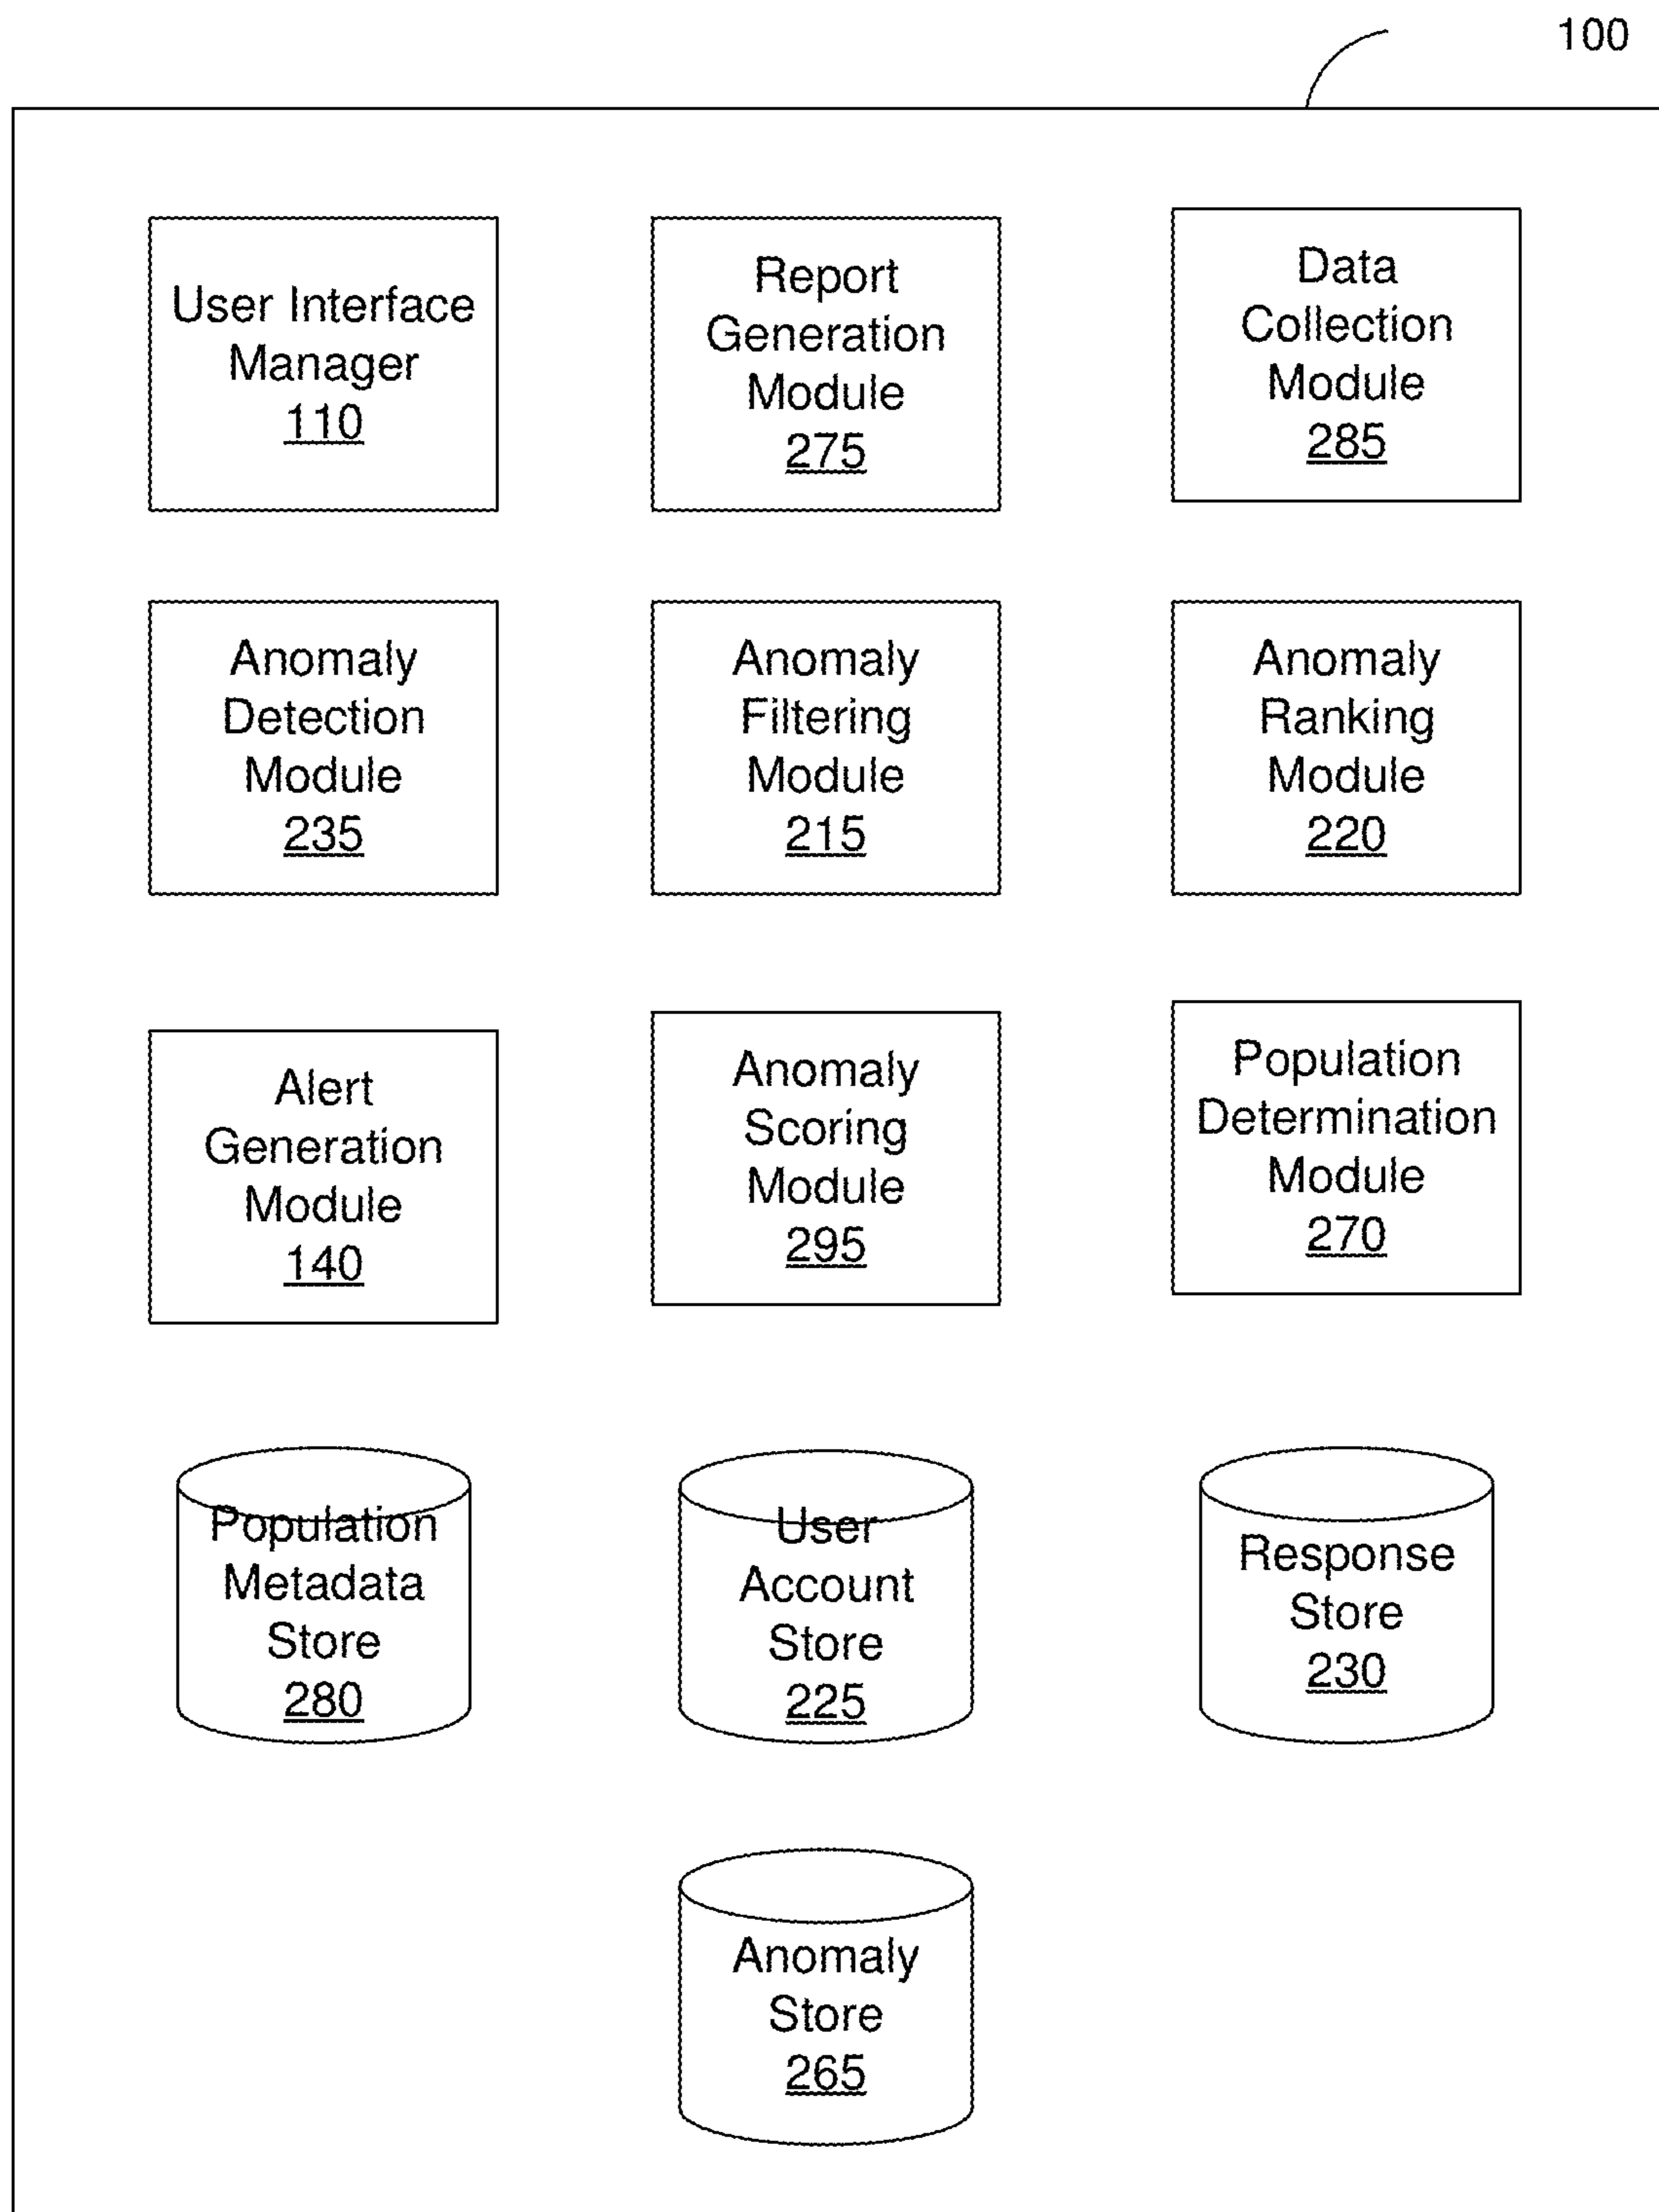 100
User Interface
Manager
110
Report
Generation
Module
275
Data
Collection
Module
285
Anomaly
Detection
Module
235
Anomaly
Filtering
Module
215
Anomaly
Ranking
Module
220
Alert
Generation
Module
140
Anomaly
Scoring
Module
295
Population
Determination
Module
270
Population
Metadata
Store
280
User
Account
Store
225
Response
Store
230
Anomaly
Store
265